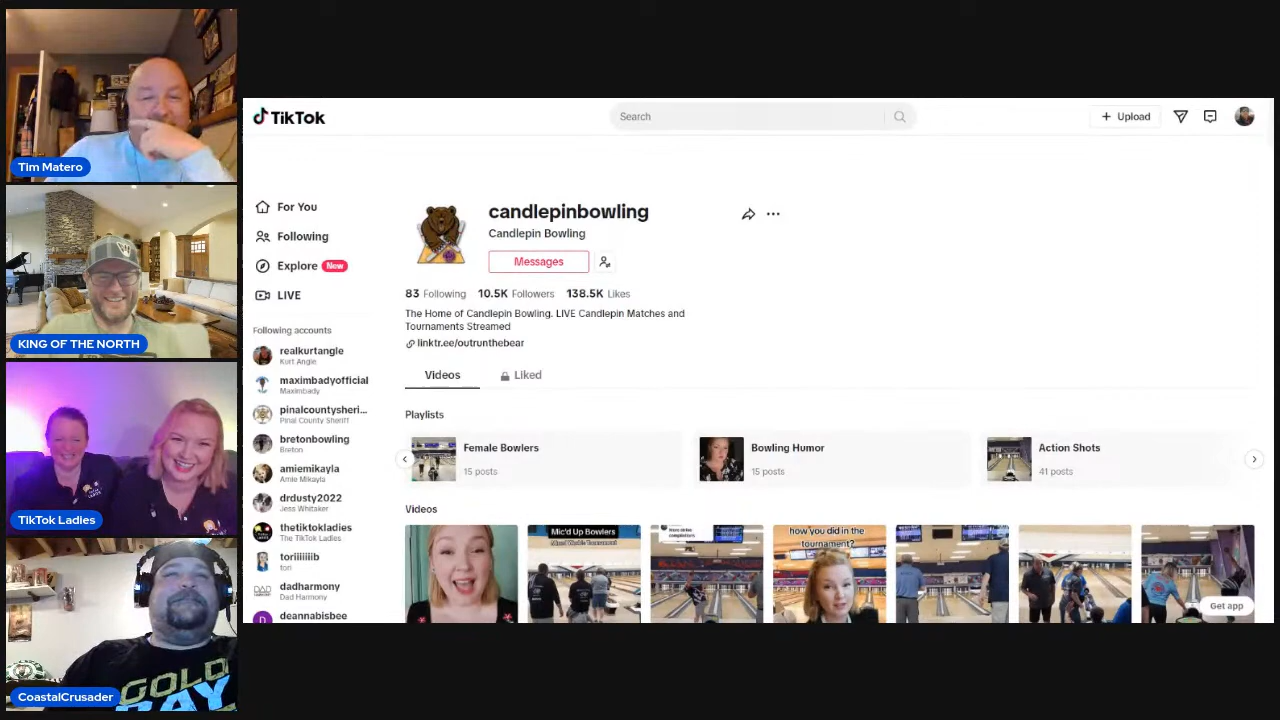 Tim Matero
KING OF THE NORTH
TikTok Ladies
CoastalCrusader
GOLD
TikTok
Search
Upload
For You
Following
Explore New
LIVE
Following accounts
realkurtangle
Kurt Angle
maximbadyofficial
Maximbady
pinalcountysheri...
Pinal County Sheriff
bretonbowling
Breton
amiemikayla
Amie Mikayla
drdusty2022
Jess Whitaker
thetiktokladies
The TikTok Ladies
toriiiiiiib
tori
dadharmony
Dad Harmony
deannabisbee
candlepinbowling
Candlepin Bowling
Messages
83 Following 10.5K Followers 138.5K Likes
The Home of Candlepin Bowling. LIVE Candlepin Matches and
Tournaments Streamed
linktr.ee/outrunthebear
Videos Liked
Playlists
Female Bowlers
15 posts
Bowling Humor
15 posts
Action Shots
41 posts
Videos
Mic'd Up Bowlers
how you did in the
tournament?
Get app